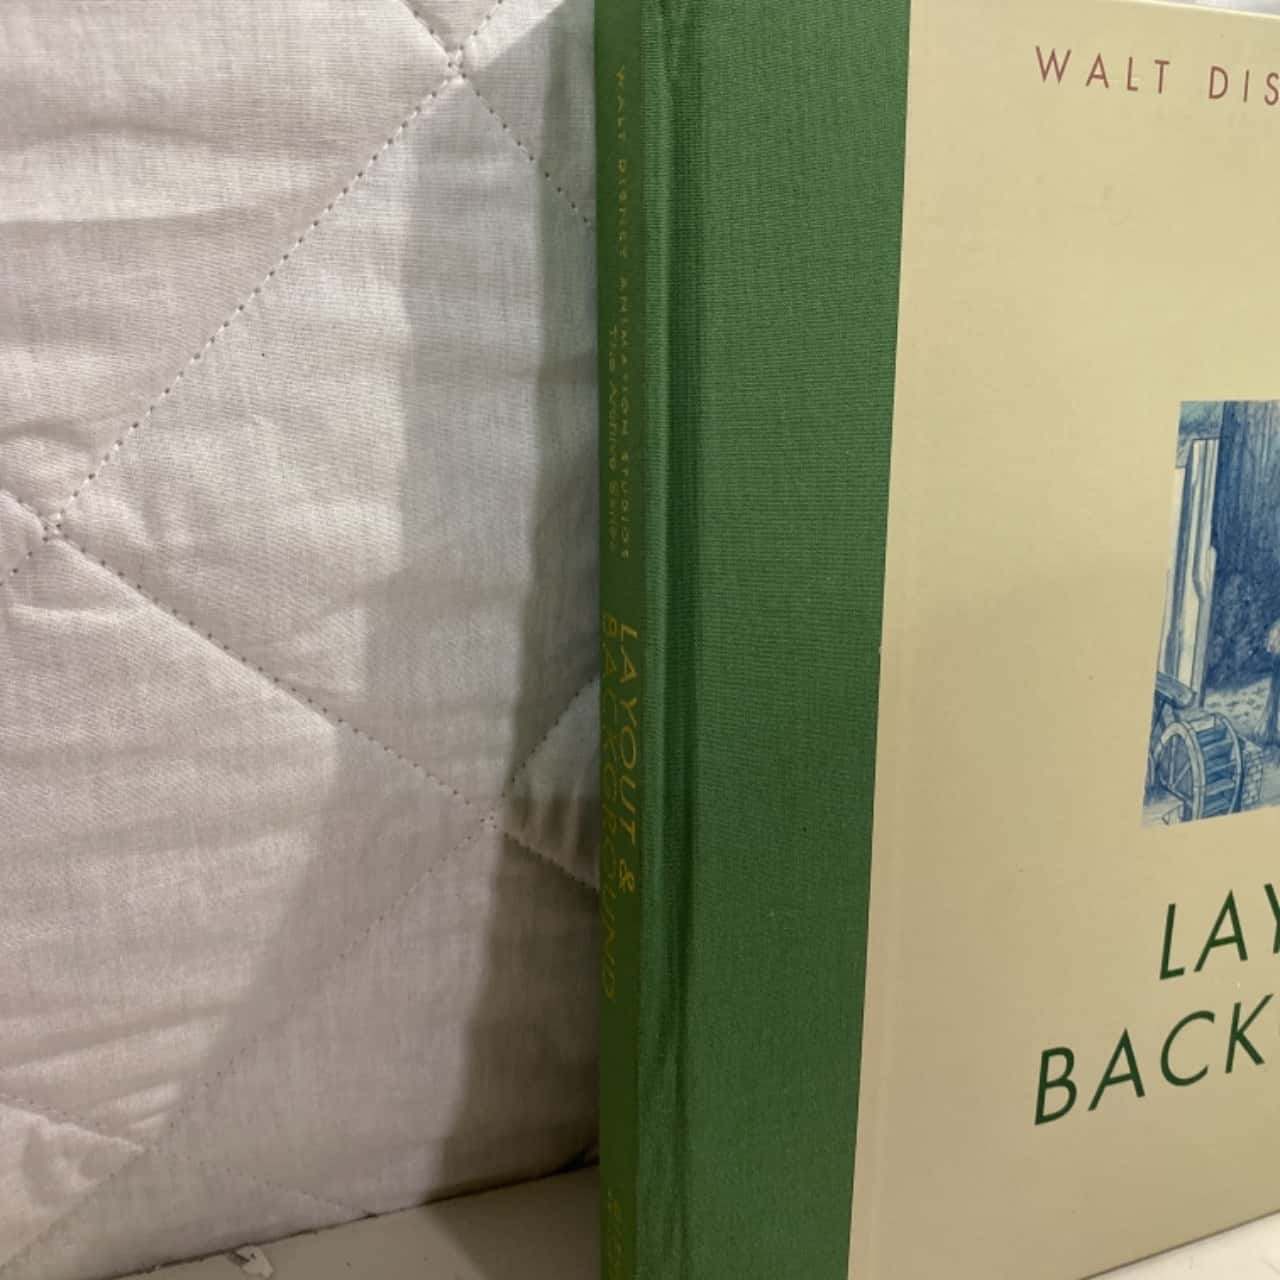 WALT DISNEY ANIMATION STUDIOS
The Archive Series
LAYOUT &
BACKGROUND
WALT DIS
LAY
BACK